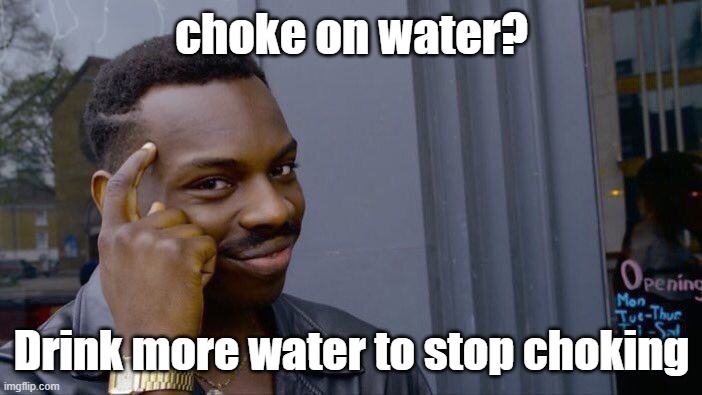 choke on water?
Opening
Mon
Tue-Thur
Drink more water to stop choking
imgflip.com